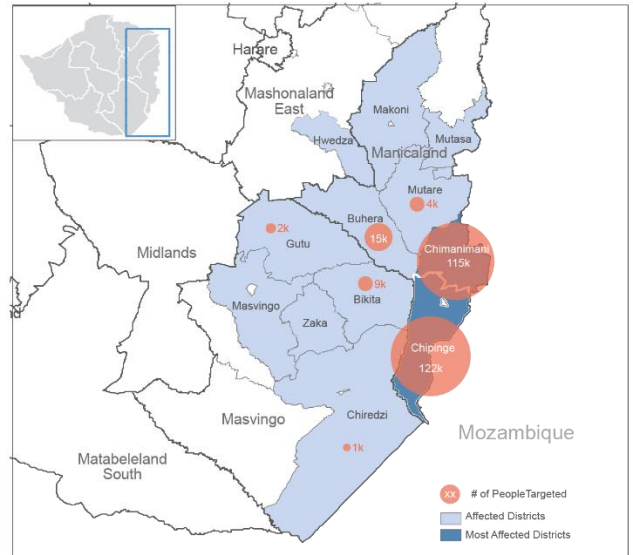 Harare
Mashonaland
East
Makoni
Hwedza
Mutasa
Manicaland
Mutare
4k
Buhera
2k
Gutu
15k
Chimanimani
115k
Midlands
9k
Bikita
Masvingo
Zaka
Chipinge
122k
Masvingo
Chiredzi
Mozambique
1k
Matabeleland
South
xx # of PeopleTargeted
Affected Districts
Most Affected Districts